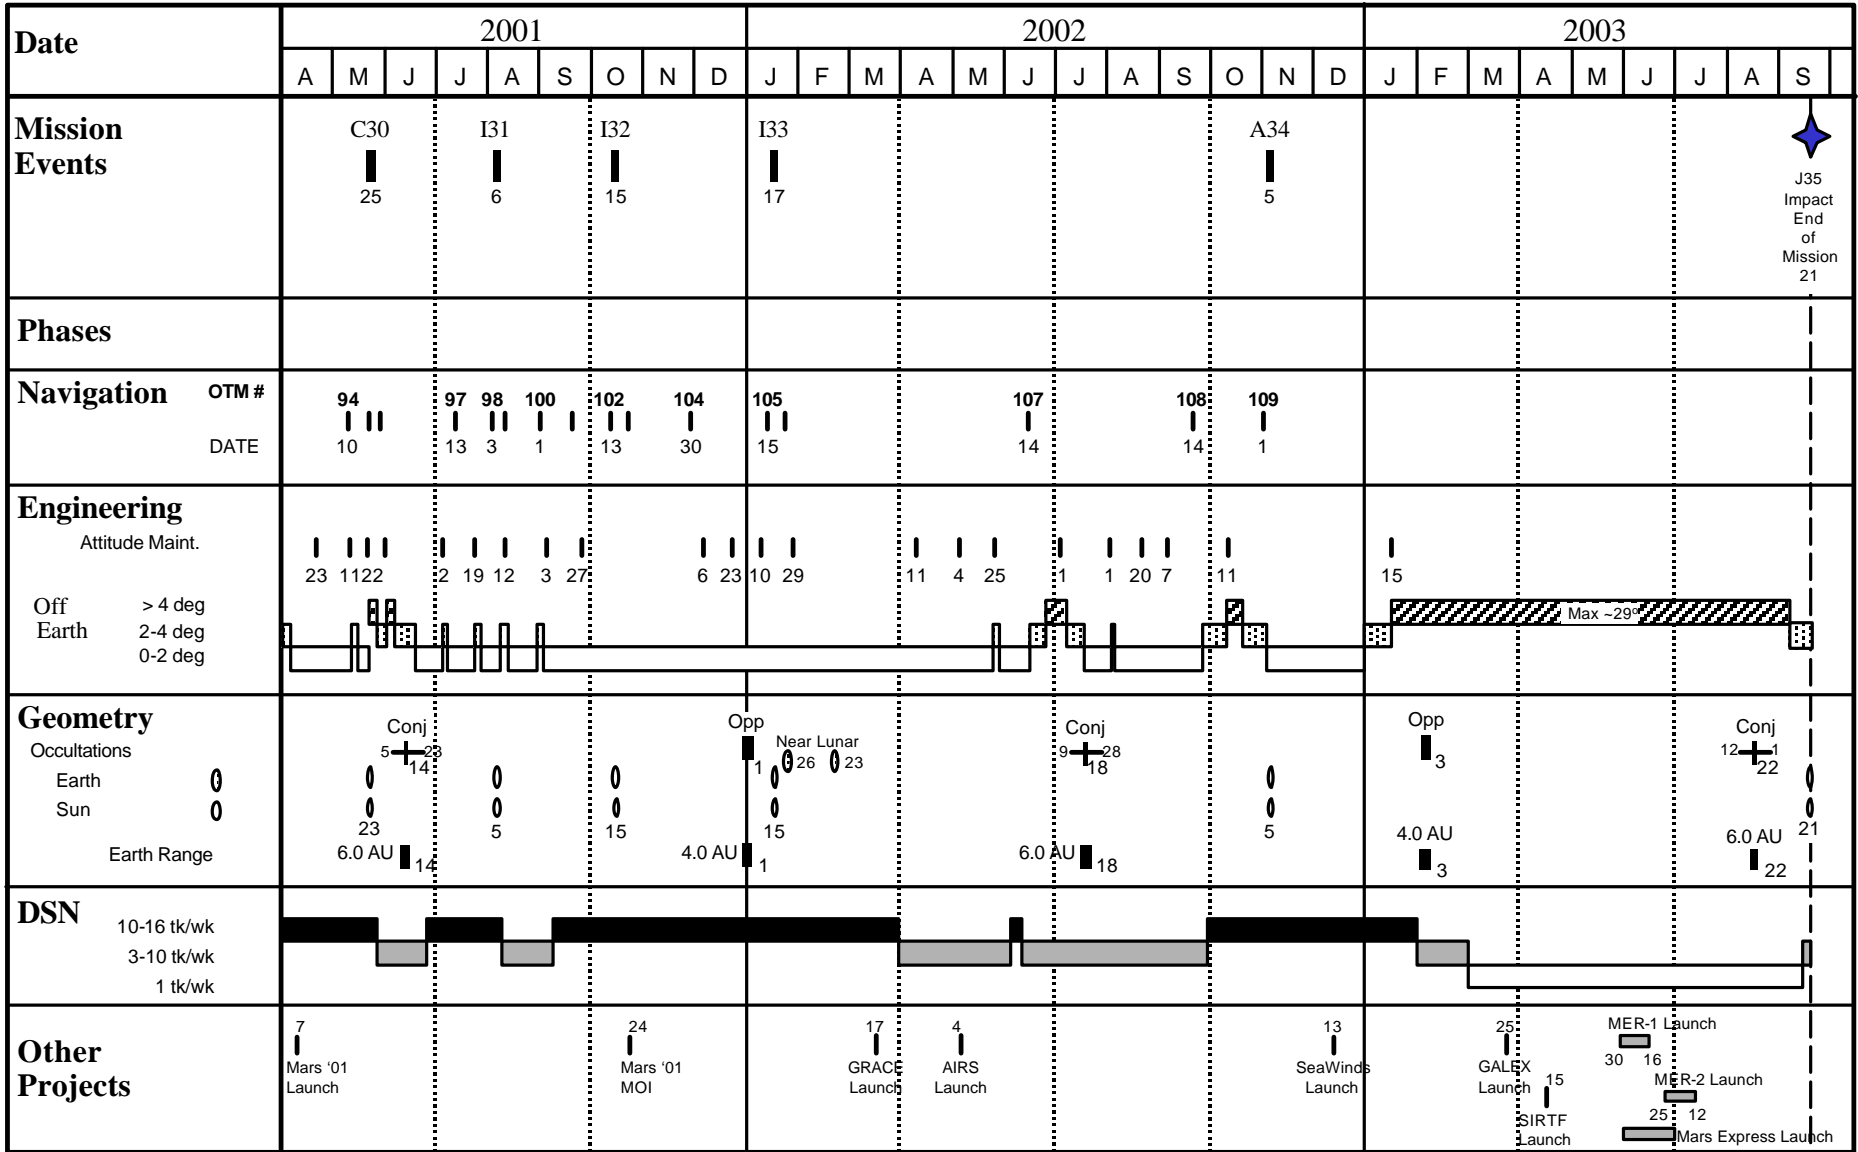 Date
2001 2002 2003
A M J J A S O N D J F M A M J J A S O N D J F M A M J J A S
Mission
Events
C30 I31 I32 I33 A34
25 6 15 17 5
J35
Impact
End
of
Mission
21
Phases
Navigation OTM #
94 97 98 100 102 104 105 107 108 109
DATE
10 13 3 1 13 30 15 14 14 1
Engineering
Attitude Maint.
23 11 22 2 19 12 3 27 6 23 10 29 11 4 25 1 1 20 7 11 15
Off > 4 deg
Max ~29º
Earth 2-4 deg
0-2 deg
Geometry
Conj Opp Conj Opp Conj
Occultations
5 23 Near Lunar 9 28 12 1
14 1 26 23 18 3 22
Earth
Sun
23 5 15 15 5 21
Earth Range
6.0 AU 14 4.0 AU 1 6.0 AU 18 4.0 AU 3 6.0 AU 22
DSN
10-16 tk/wk
3-10 tk/wk
1 tk/wk
Other
Projects
7 24 17 4 13 25
Mars ‘01
Launch
Mars ‘01
MOI
GRACE
Launch
AIRS
Launch
SeaWinds
Launch
GALEX
Launch
15
SIRTF
Launch
MER-1 Launch
30 16
MER-2 Launch
25 12
Mars Express Launch